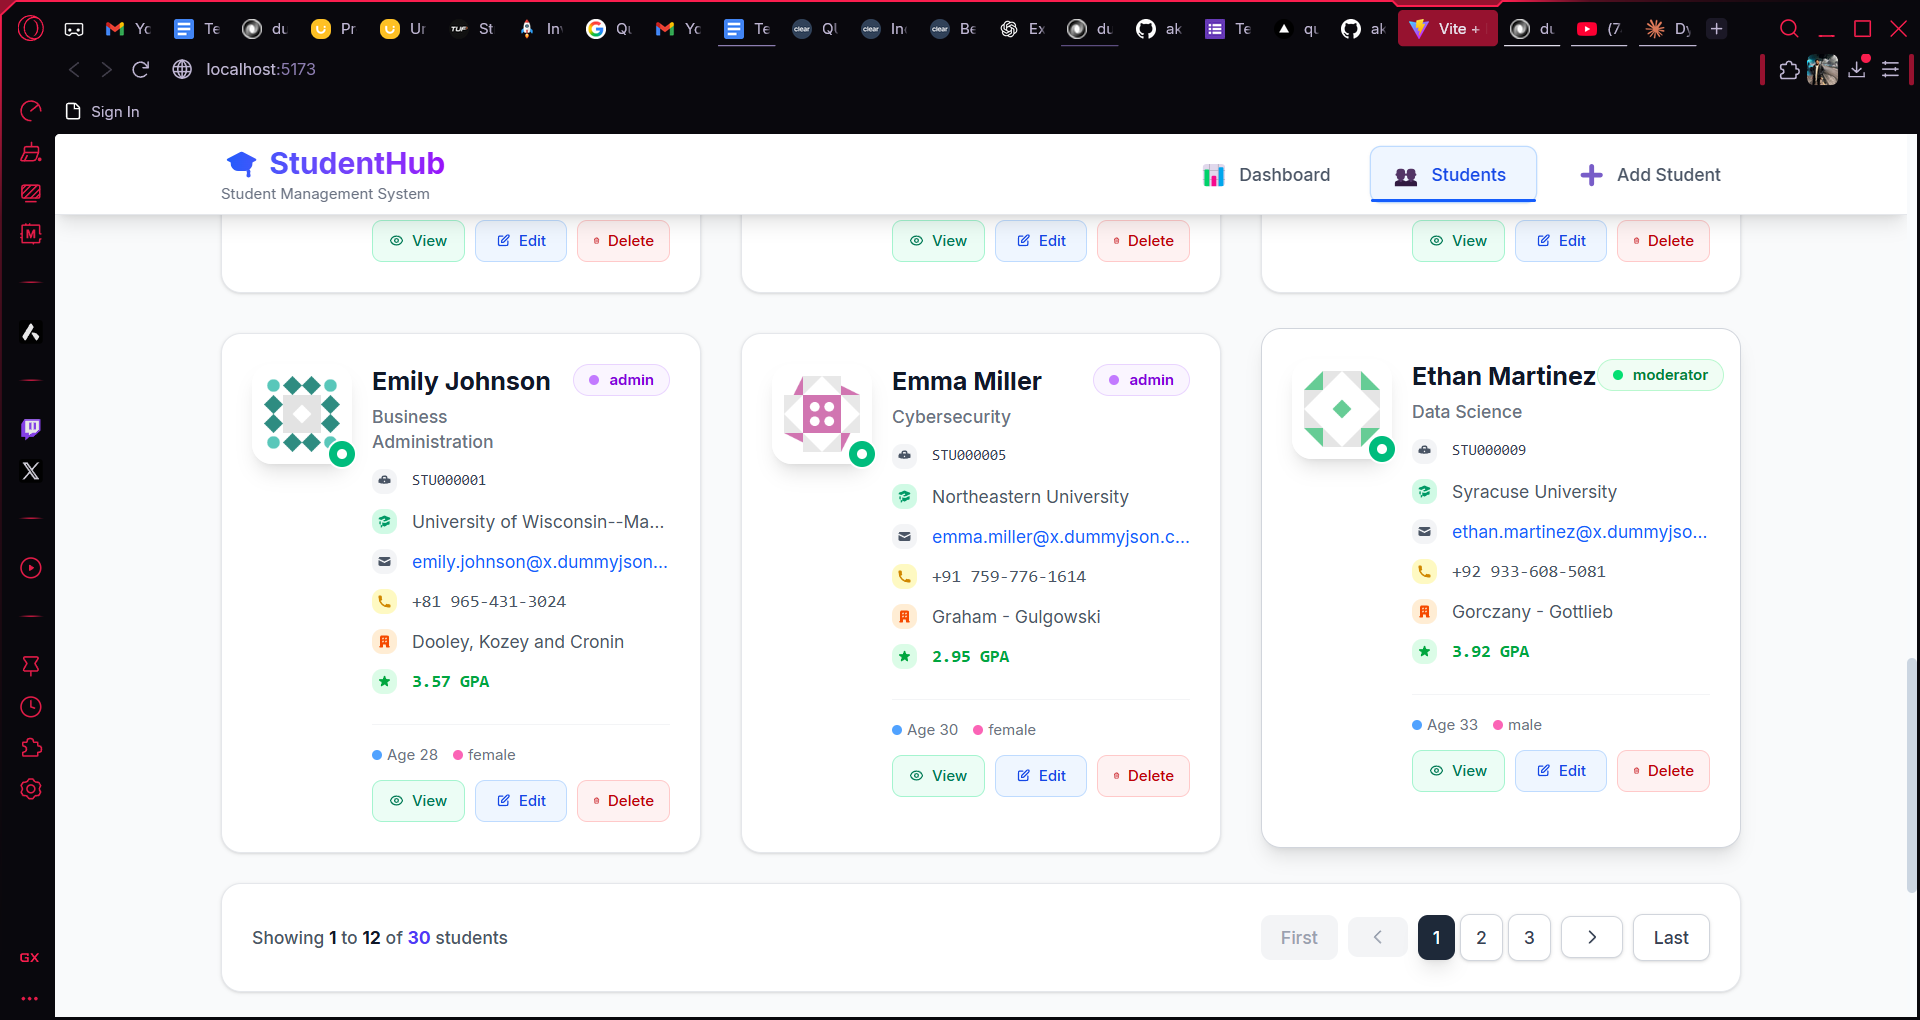 Yc
Te
du
Pr
Ur
TUF
St
In
Qu
Yc
Te
clear
QU
clear
In
clear
Be
Ex
du
ak
Te
qu
ak
Vite +
du
(7
Dy
localhost:5173
Sign In
StudentHub
Student Management System
Dashboard
Students
Add Student
View
Edit
Delete
View
Edit
Delete
View
Edit
Delete
Emily Johnson
admin
Business
Administration
STU000001
University of Wisconsin--Ma...
emily.johnson@x.dummyjson...
+81 965-431-3024
Dooley, Kozey and Cronin
3.57 GPA
Age 28
female
View
Edit
Delete
Emma Miller
admin
Cybersecurity
STU000005
Northeastern University
emma.miller@x.dummyjson.c...
+91 759-776-1614
Graham - Gulgowski
2.95 GPA
Age 30
female
View
Edit
Delete
Ethan Martinez
moderator
Data Science
STU000009
Syracuse University
ethan.martinez@x.dummyjso...
+92 933-608-5081
Gorczany - Gottlieb
3.92 GPA
Age 33
male
View
Edit
Delete
Showing 1 to 12 of 30 students
First
1
2
3
Last
GX